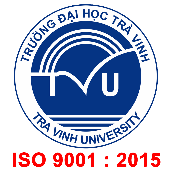 TRƯỜNG ĐẠI HỌC TRÀ VINH
TVU
TRA VINH UNIVERSITY
ISO 9001 : 2015